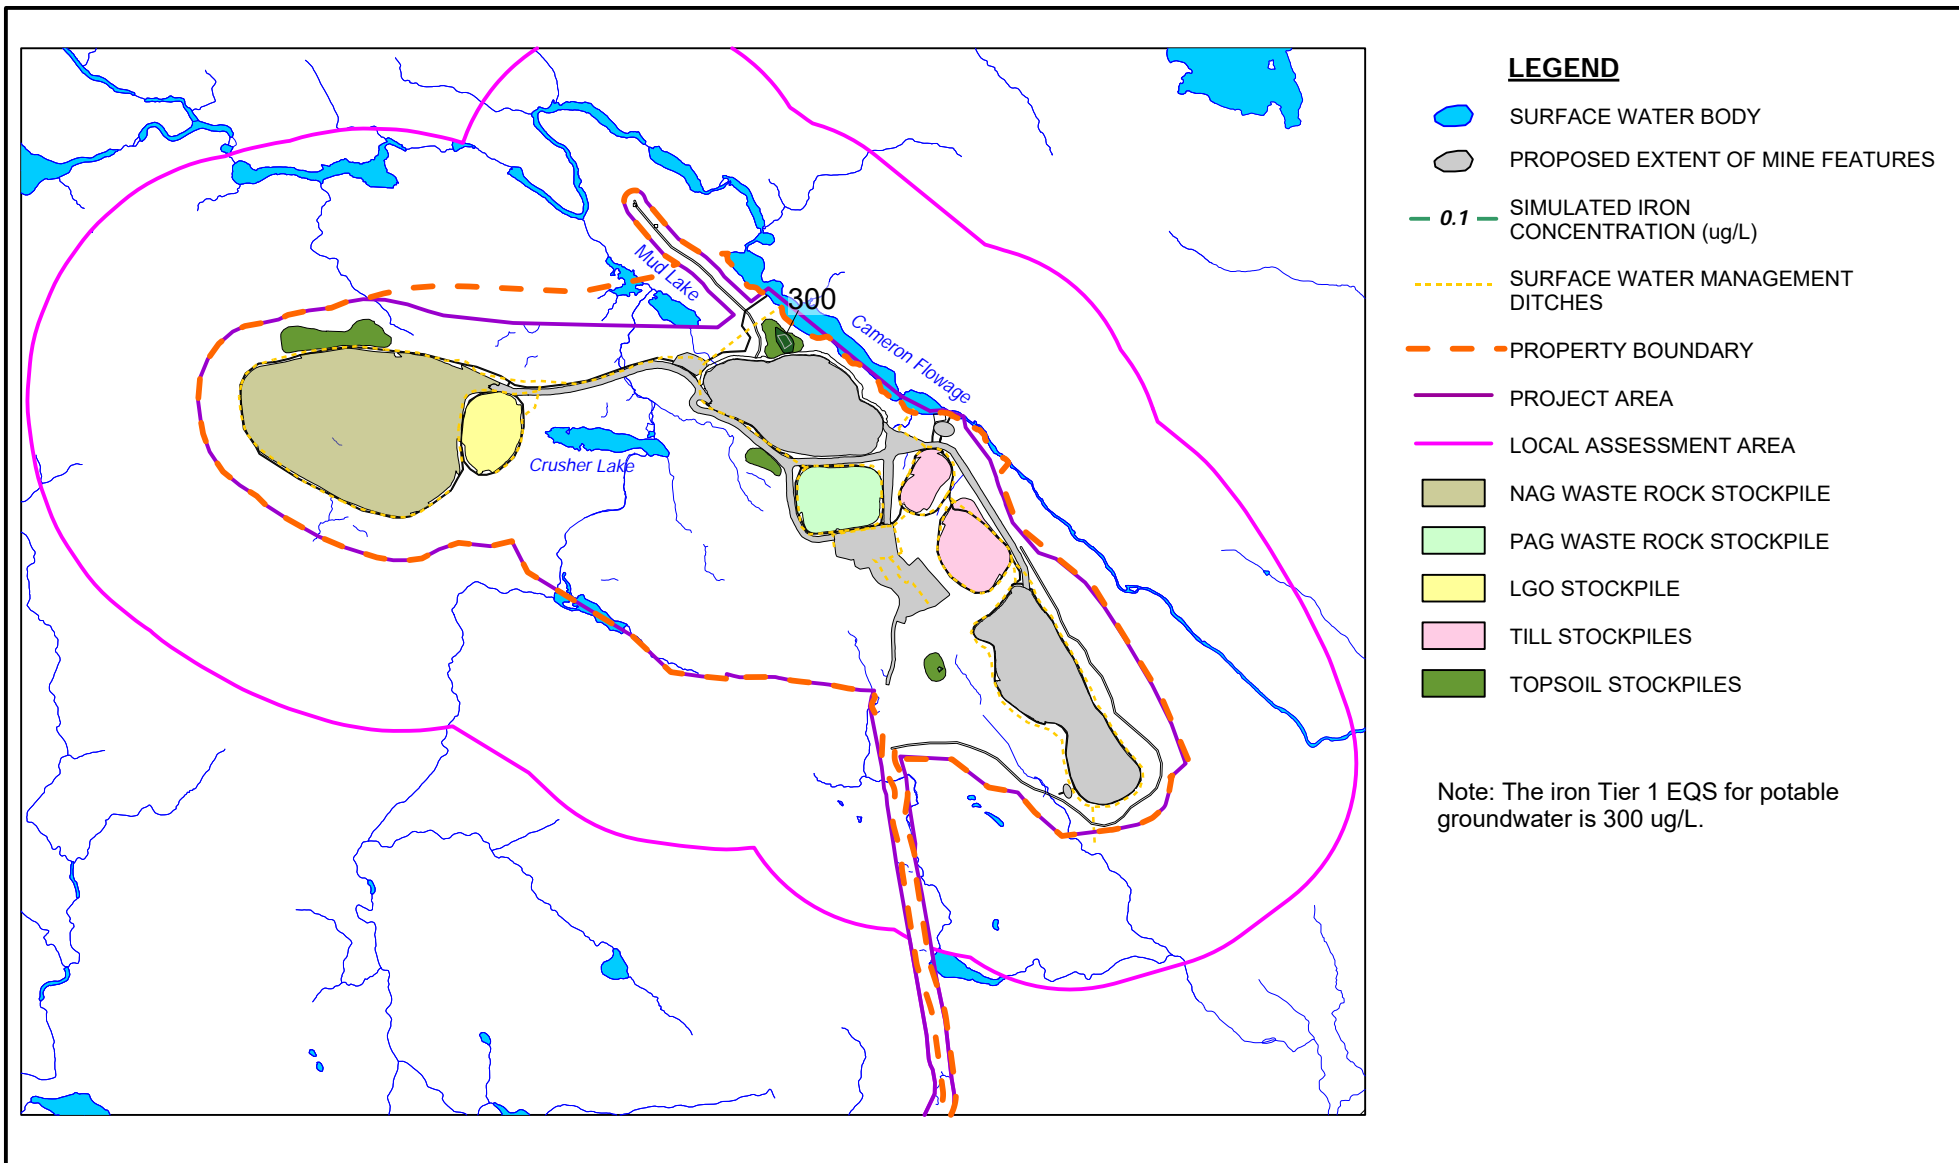 300
Mud Lake
Cameron Flowage
Crusher Lake
LEGEND
SURFACE WATER BODY
PROPOSED EXTENT OF MINE FEATURES
0.1
SIMULATED IRON
CONCENTRATION (ug/L)
SURFACE WATER MANAGEMENT
DITCHES
PROPERTY BOUNDARY
PROJECT AREA
LOCAL ASSESSMENT AREA
NAG WASTE ROCK STOCKPILE
PAG WASTE ROCK STOCKPILE
LGO STOCKPILE
TILL STOCKPILES
TOPSOIL STOCKPILES
Note: The iron Tier 1 EQS for potable
groundwater is 300 ug/L.